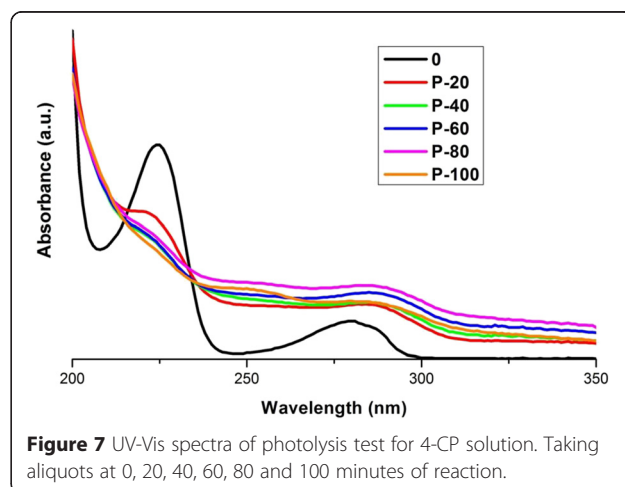 0
P-20
P-40
P-60
P-80
P-100
Absorbance (a.u.)
200
250
300
350
Wavelength (nm)
Figure 7 UV-Vis spectra of photolysis test for 4-CP solution. Taking
aliquots at 0, 20, 40, 60, 80 and 100 minutes of reaction.